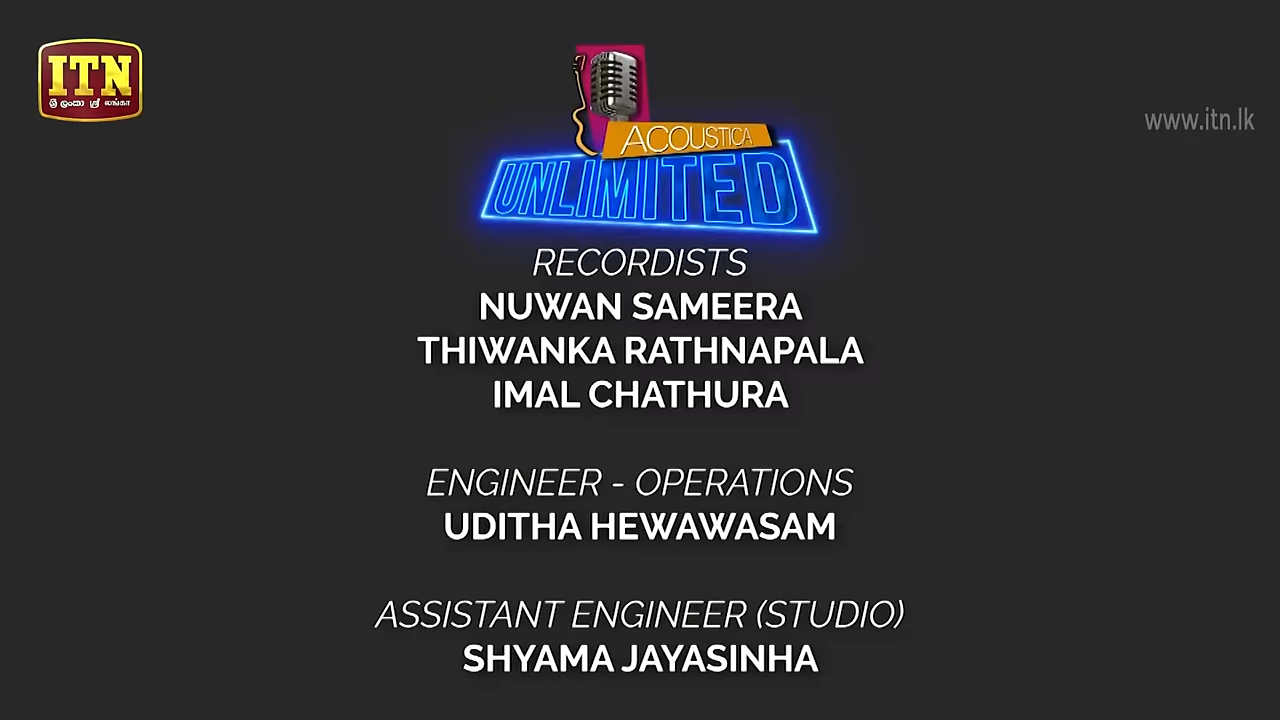 ITN
ශ්‍රී ලංකා ஸ்ரீ லங்கா
www.itn.lk
ACOUSTICA
UNLIMITED
RECORDISTS
NUWAN SAMEERA
THIWANKA RATHNAPALA
IMAL CHATHURA
ENGINEER - OPERATIONS
UDITHA HEWAWASAM
ASSISTANT ENGINEER (STUDIO)
SHYAMA JAYASINHA